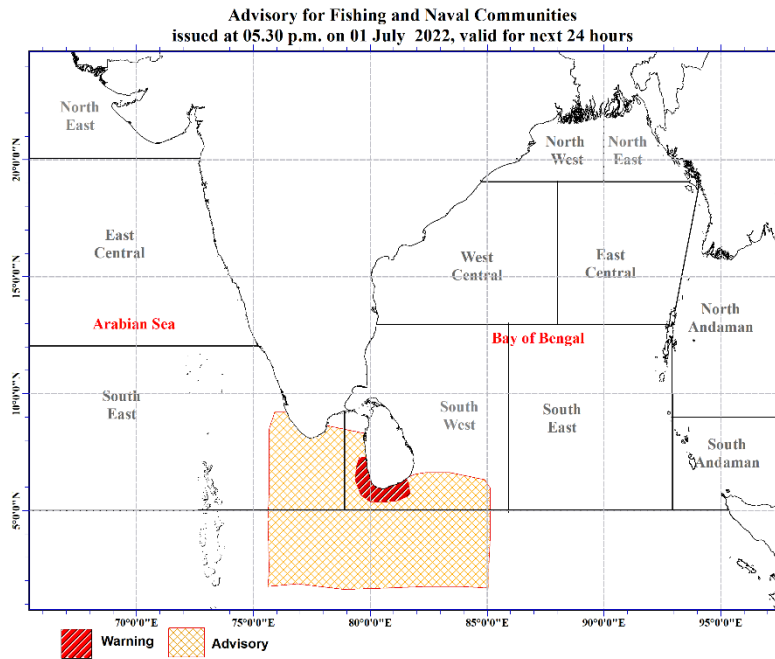 Advisory for Fishing and Naval Communities
issued at 05.30 p.m. on 01 July 2022, valid for next 24 hours
North
East
North
West
North
East
20°0'0"N
East
Central
West
Central
East
Central
15°0'0"N
Arabian Sea
Bay of Bengal
North
Andaman
10°0'0"N
South
East
South
West
South
East
South
Andaman
5°0'0"N
70°0'0"E
75°0'0"E
80°0'0"E
85°0'0"E
90°0'0"E
95°0'0"E
Warning
Advisory